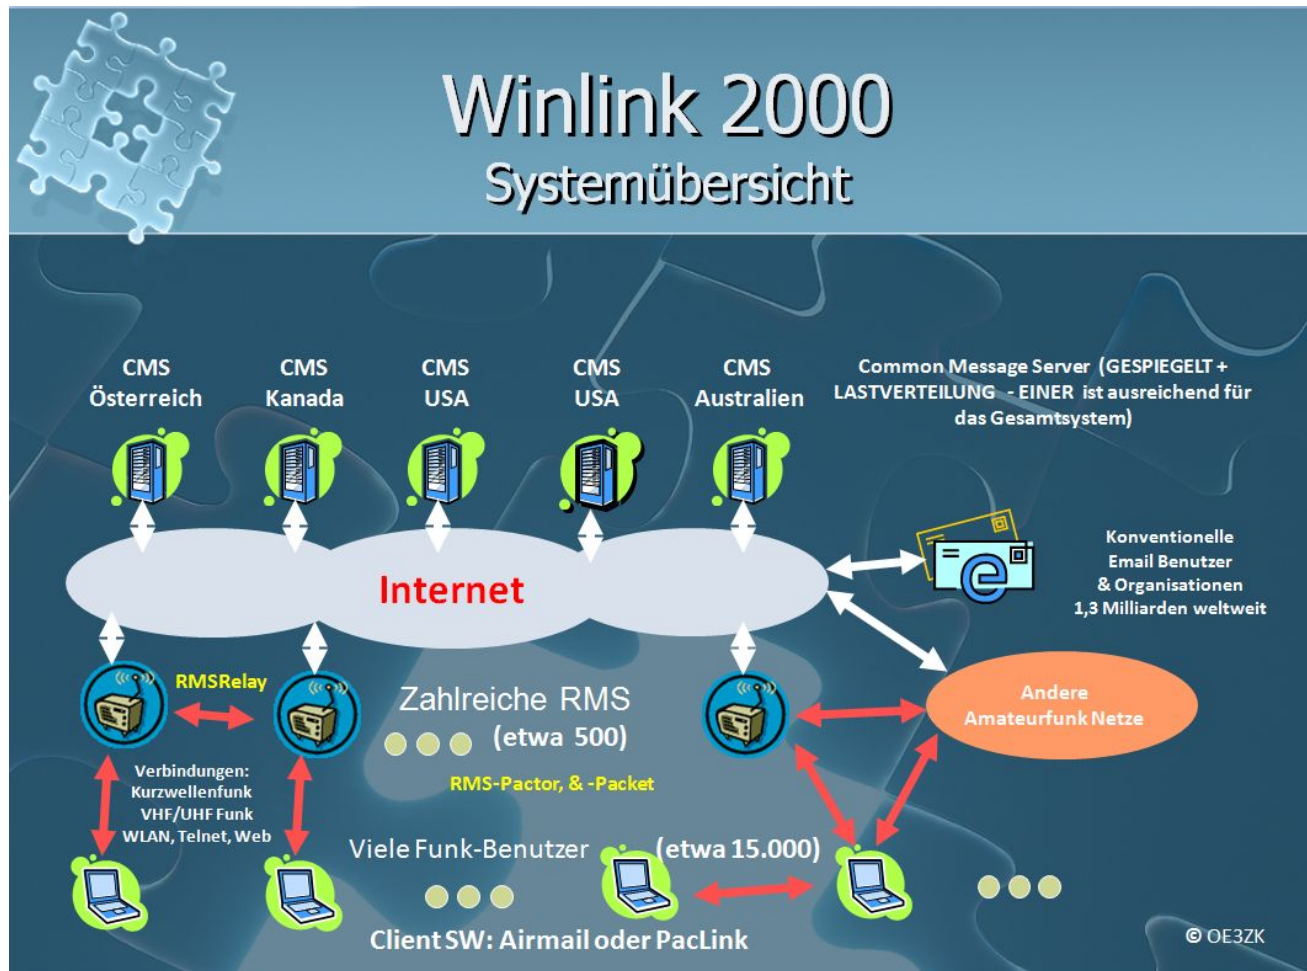 Winlink 2000
Systemübersicht
CMS
Österreich
CMS
Kanada
CMS
USA
CMS
USA
CMS
Australien
Common Message Server (GESPIEGELT +
LASTVERTEILUNG - EINER ist ausreichend für
das Gesamtsystem)
Internet
e
Konventionelle
Email Benutzer
& Organisationen
1,3 Milliarden weltweit
RMSRelay
Zahlreiche RMS
(etwa 500)
RMS-Pactor, & -Packet
Andere
Amateurfunk Netze
Verbindungen:
Kurzwellenfunk
VHF/UHF Funk
WLAN, Telnet, Web
Viele Funk-Benutzer
(etwa 15.000)
Client SW: Airmail oder PacLink
© OE3ZK